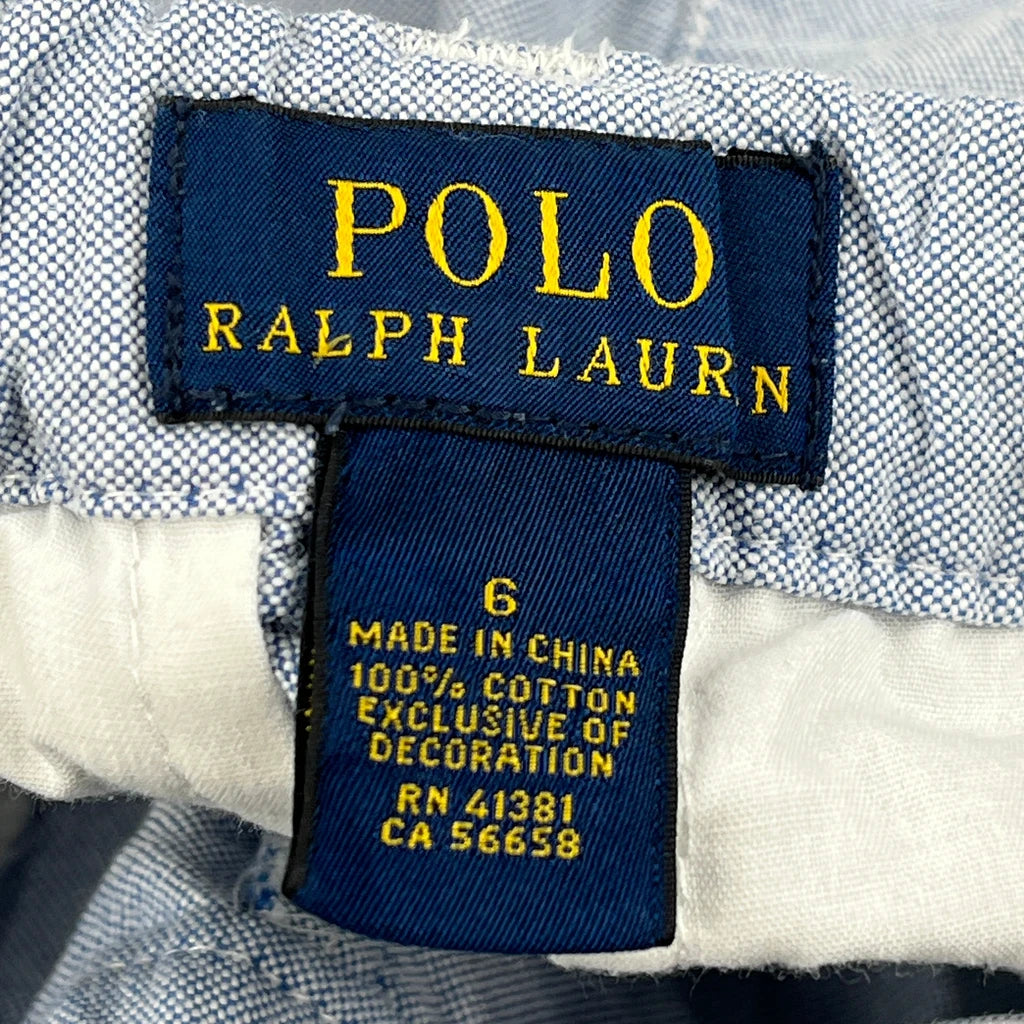 POLO
RALPH LAURN
6
MADE IN CHINA
100% COTTON
EXCLUSIVE OF
DECORATION
RN 41381
CA 56658